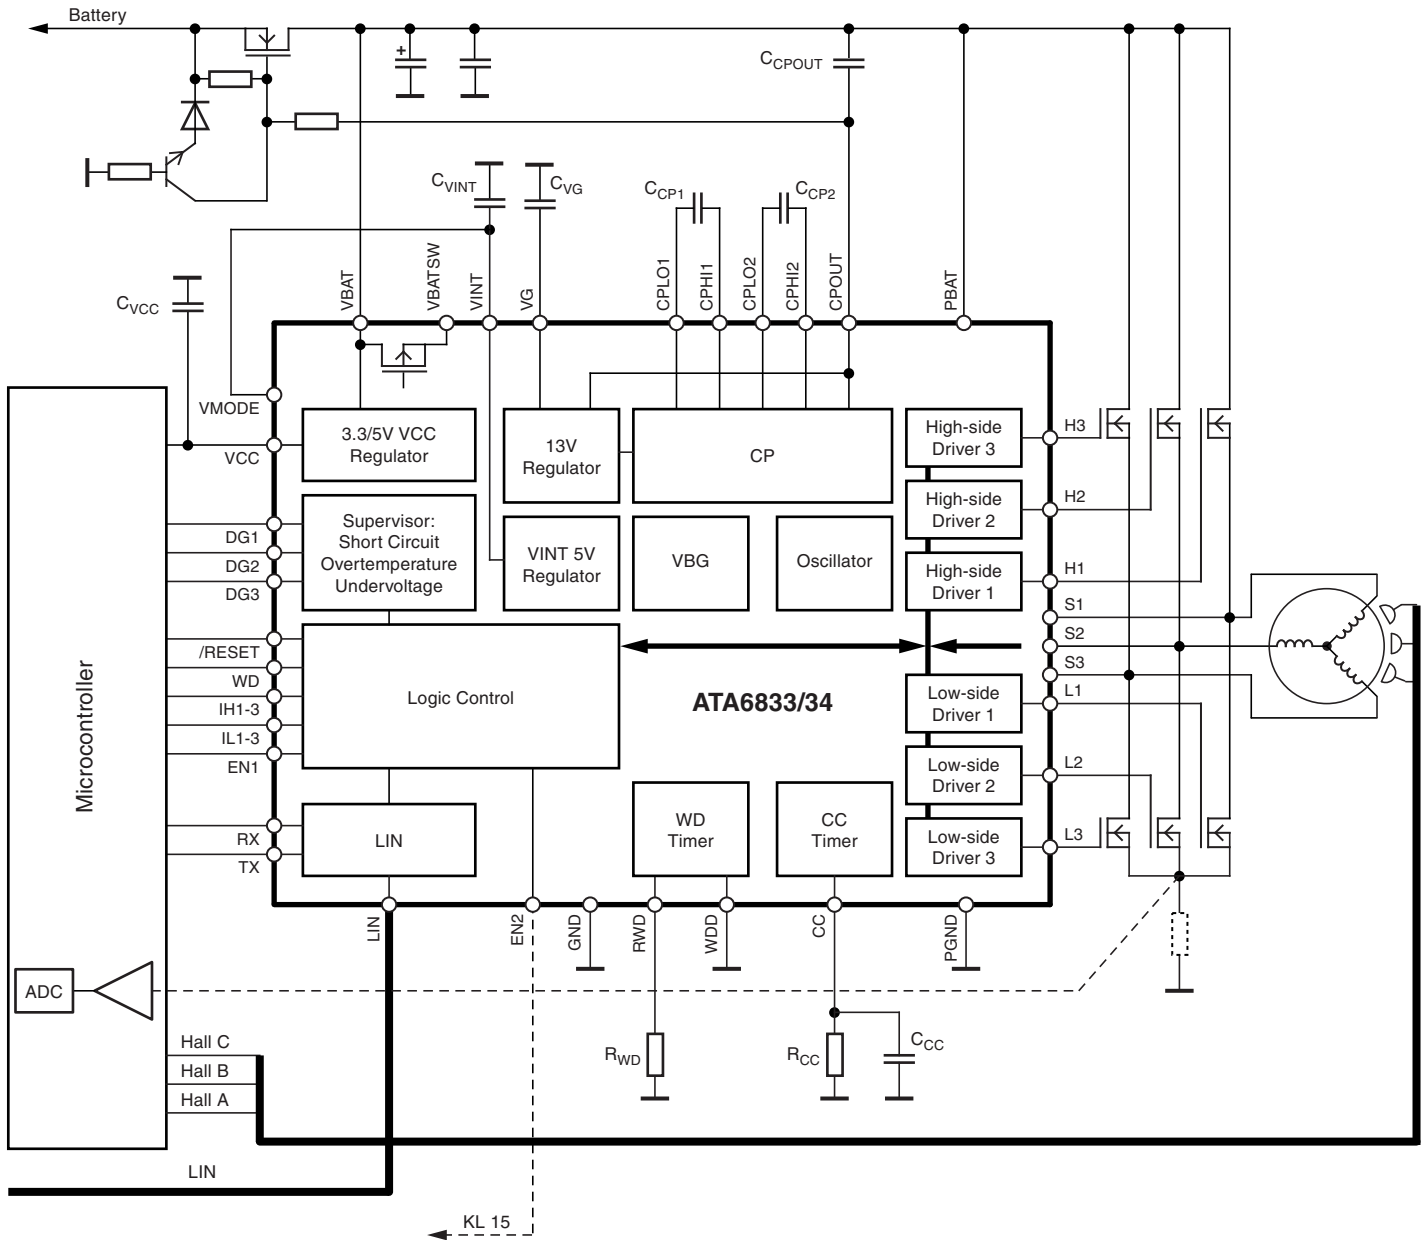 Battery
+
CCPOUT
CVINT
CVG
CCP1
CCP2
CVCC
VBAT
VBATSW
VINT
VG
CPLO1
CPHI1
CPLO2
CPHI2
CPOUT
PBAT
VMODE
VCC
DG1
DG2
DG3
/RESET
WD
IH1-3
IL1-3
EN1
RX
TX
Microcontroller
3.3/5V VCC
Regulator
13V
Regulator
CP
High-side
Driver 3
H3
Supervisor:
Short Circuit
Overtemperature
Undervoltage
VINT 5V
Regulator
VBG
Oscillator
High-side
Driver 2
H2
High-side
Driver 1
H1
S1
S2
S3
Logic Control
ATA6833/34
Low-side
Driver 1
L1
Low-side
Driver 2
L2
Low-side
Driver 3
L3
LIN
WD
Timer
CC
Timer
LIN
EN2
GND
RWD
WDD
CC
PGND
ADC
RWD
RCC
CCC
Hall C
Hall B
Hall A
LIN
KL 15